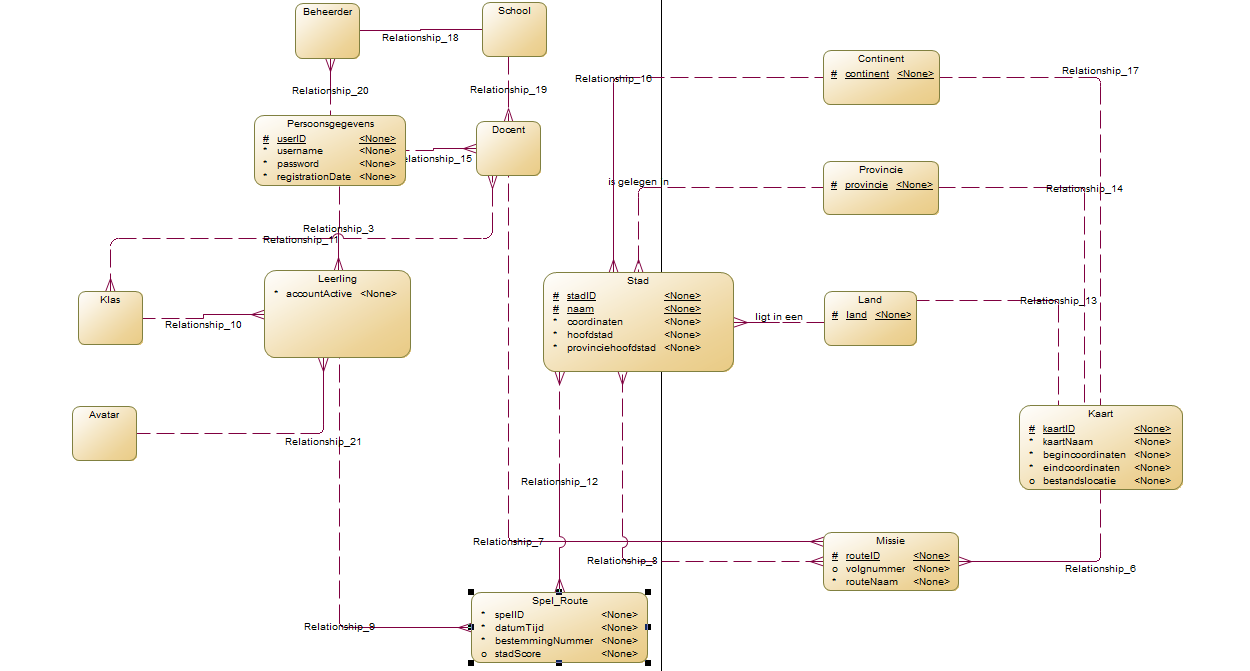 Beheerder
School
Relationship_18
Relationship_20
Relationship_19
Persoonsgegevens
# userID <None>
* username <None>
* password <None>
* registrationDate <None>
Docent
elationship_15
Relationship_16
Continent
# continent <None>
Relationship_17
is gelegen in
Provincie
# provincie <None>
Relationship_14
Relationship_3
Relationship_11
Klas
Relationship_10
Leerling
* accountActive <None>
Stad
# stadID <None>
# naam <None>
* coordinaten <None>
* hoofdstad <None>
* provinciehoofdstad <None>
ligt in een
Land
# land <None>
Relationship_13
Avatar
Relationship_21
Kaart
# kaartID <None>
* kaartNaam <None>
* begincoordinaten <None>
* eindcoordinaten <None>
o bestandslocatie <None>
Relationship_12
Relationship_7
Relationship_8
Missie
# routeID <None>
o volgnummer <None>
* routeNaam <None>
Relationship_6
Relationship_9
Spel_Route
* spelID <None>
* datumTijd <None>
* bestemmingNummer <None>
o stadScore <None>